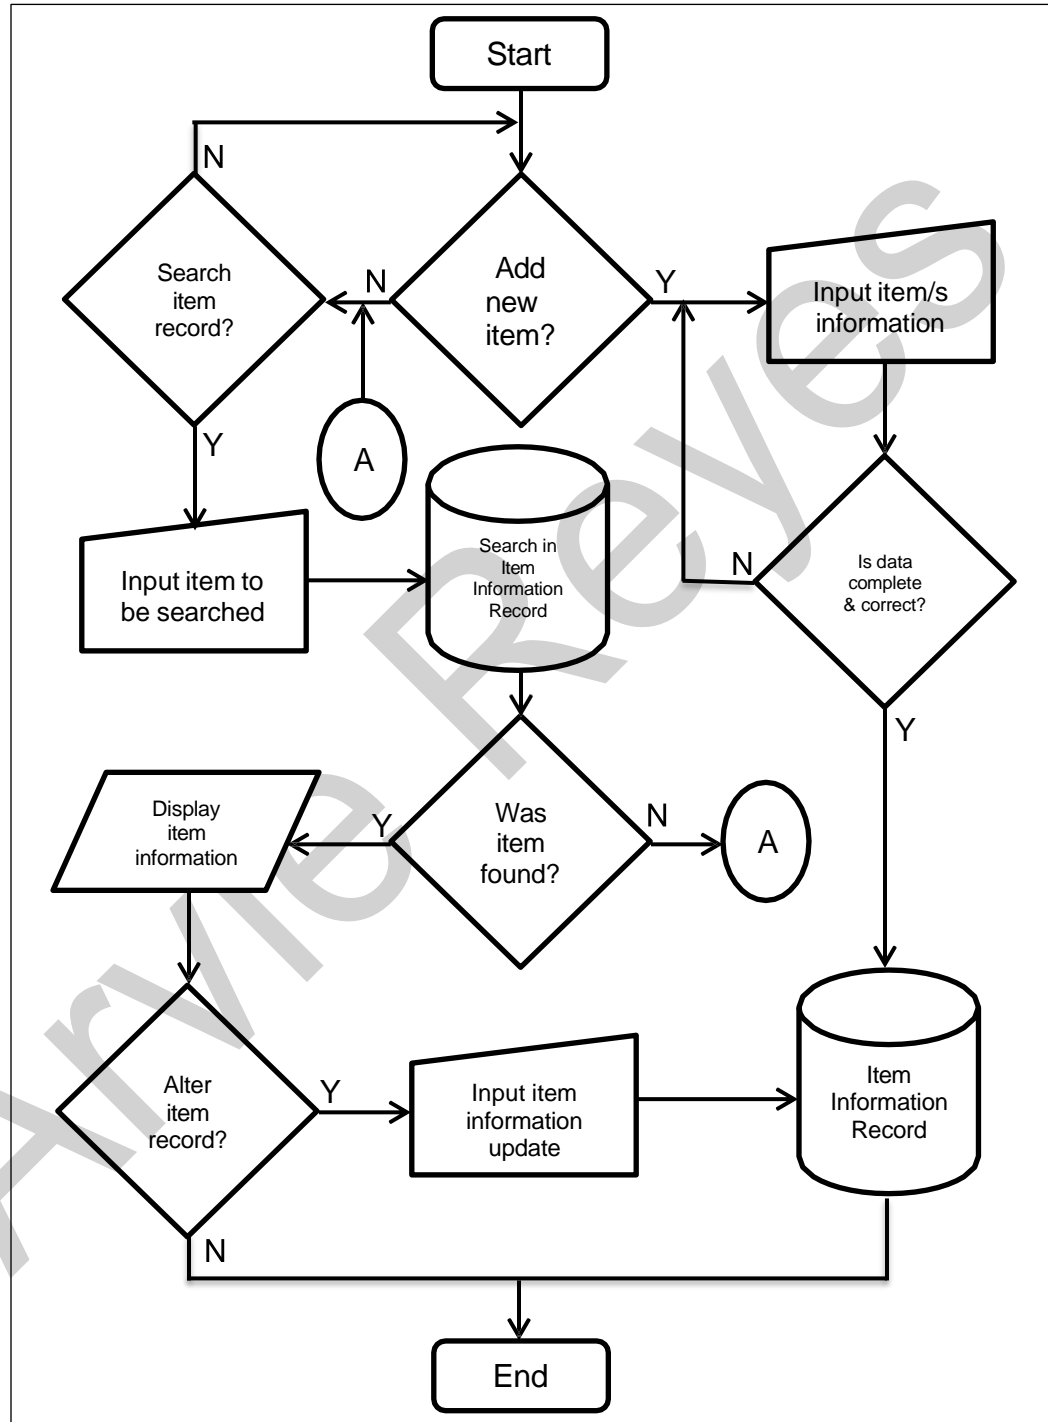 Start
N
Search
item
record?
N
Add
new
item?
Y
Input item/s
information
Y
A
Input item to
be searched
Search in
Item
Information
Record
N
Is data
complete
& correct?
Y
Display
item
information
Y
Was
item
found?
N
A
Alter
item
record?
Y
Input item
information
update
Item
Information
Record
N
End
Arvie Reyes